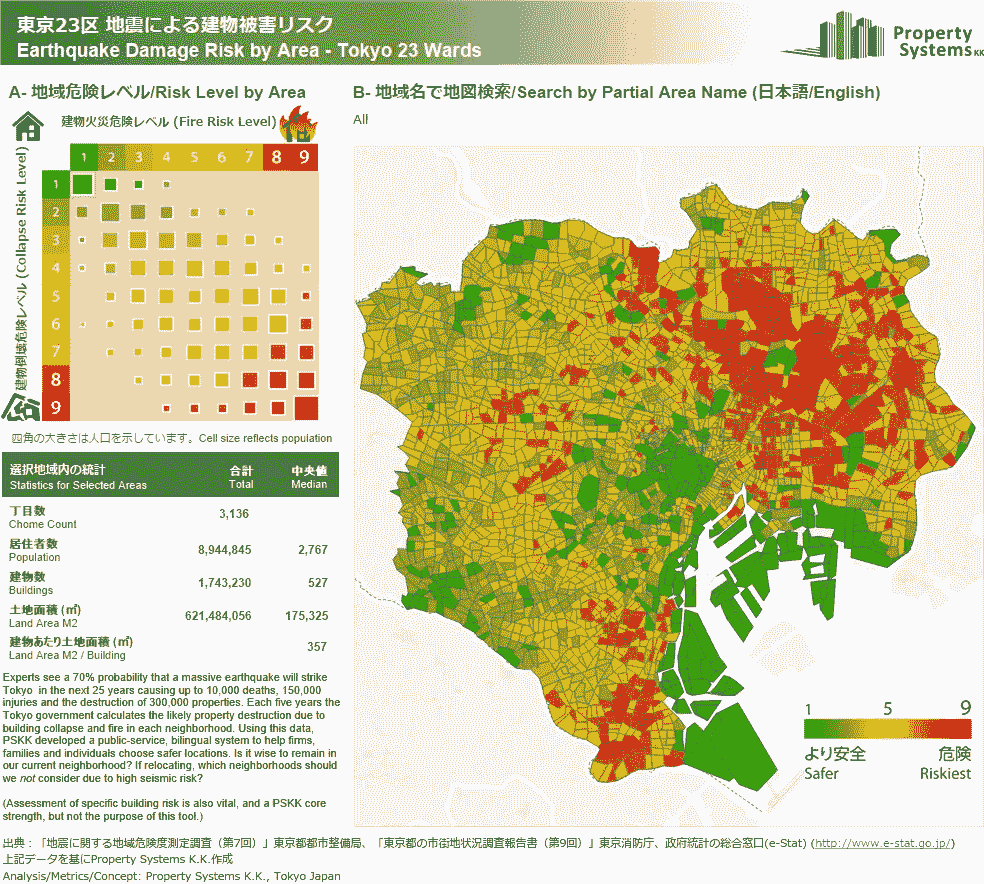 東京23区 地震による建物被害リスク
Earthquake Damage Risk by Area - Tokyo 23 Wards
Property
Systems K.K.
A- 地域危険レベル/Risk Level by Area
建物火災危険レベル (Fire Risk Level)
1 2 3 4 5 6 7 8 9
建物倒壊危険レベル (Collapse Risk Level)
1
2
3
4
5
6
7
8
9
四角の大きさは人口を示しています。Cell size reflects population
選択地域内の統計 合計 中央値
Statistics for Selected Areas Total Median
丁目数
Chome Count 3,136
居住者数
Population 8,944,845 2,767
建物数
Buildings 1,743,230 527
土地面積 (㎡)
Land Area M2 621,484,056 175,325
建物あたり土地面積 (㎡)
Land Area M2 / Building 357
Experts see a 70% probability that a massive earthquake will strike
Tokyo in the next 25 years causing up to 10,000 deaths, 150,000
injuries and the destruction of 300,000 properties. Each five years the
Tokyo government calculates the likely property destruction due to
building collapse and fire in each neighborhood. Using this data,
PSKK developed a public-service, bilingual system to help firms,
families and individuals choose safer locations. Is it wise to remain in
our current neighborhood? If relocating, which neighborhoods should
we not consider due to high seismic risk?
(Assessment of specific building risk is also vital, and a PSKK core
strength, but not the purpose of this tool.)
B- 地域名で地図検索/Search by Partial Area Name (日本語/English)
All
1 5 9
より安全 危険
Safer Riskiest
出典：「地震に関する地域危険度測定調査（第7回）」東京都都市整備局、「東京都の市街地状況調査報告書（第9回）」東京消防庁、政府統計の総合窓口(e-Stat) (http://www.e-stat.go.jp/)
上記データを基にProperty Systems K.K.作成
Analysis/Metrics/Concept: Property Systems K.K., Tokyo Japan